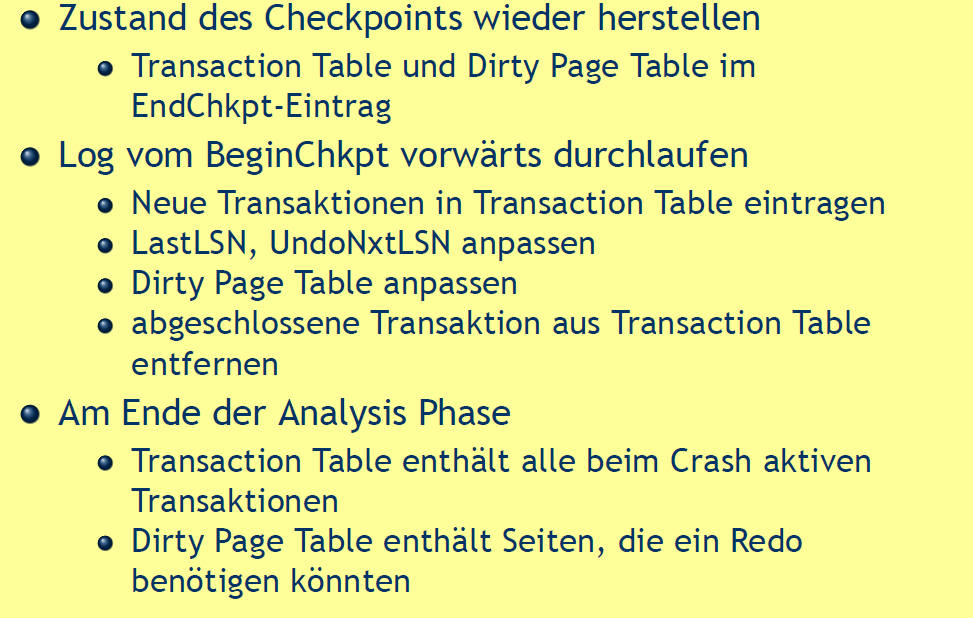 Zustand des Checkpoints wieder herstellen
Transaction Table und Dirty Page Table im
EndChkpt-Eintrag
Log vom BeginChkpt vorwärts durchlaufen
Neue Transaktionen in Transaction Table eintragen
LastLSN, UndoNxtLSN anpassen
Dirty Page Table anpassen
abgeschlossene Transaktion aus Transaction Table
entfernen
Am Ende der Analysis Phase
Transaction Table enthält alle beim Crash aktiven
Transaktionen
Dirty Page Table enthält Seiten, die ein Redo
benötigen könnten